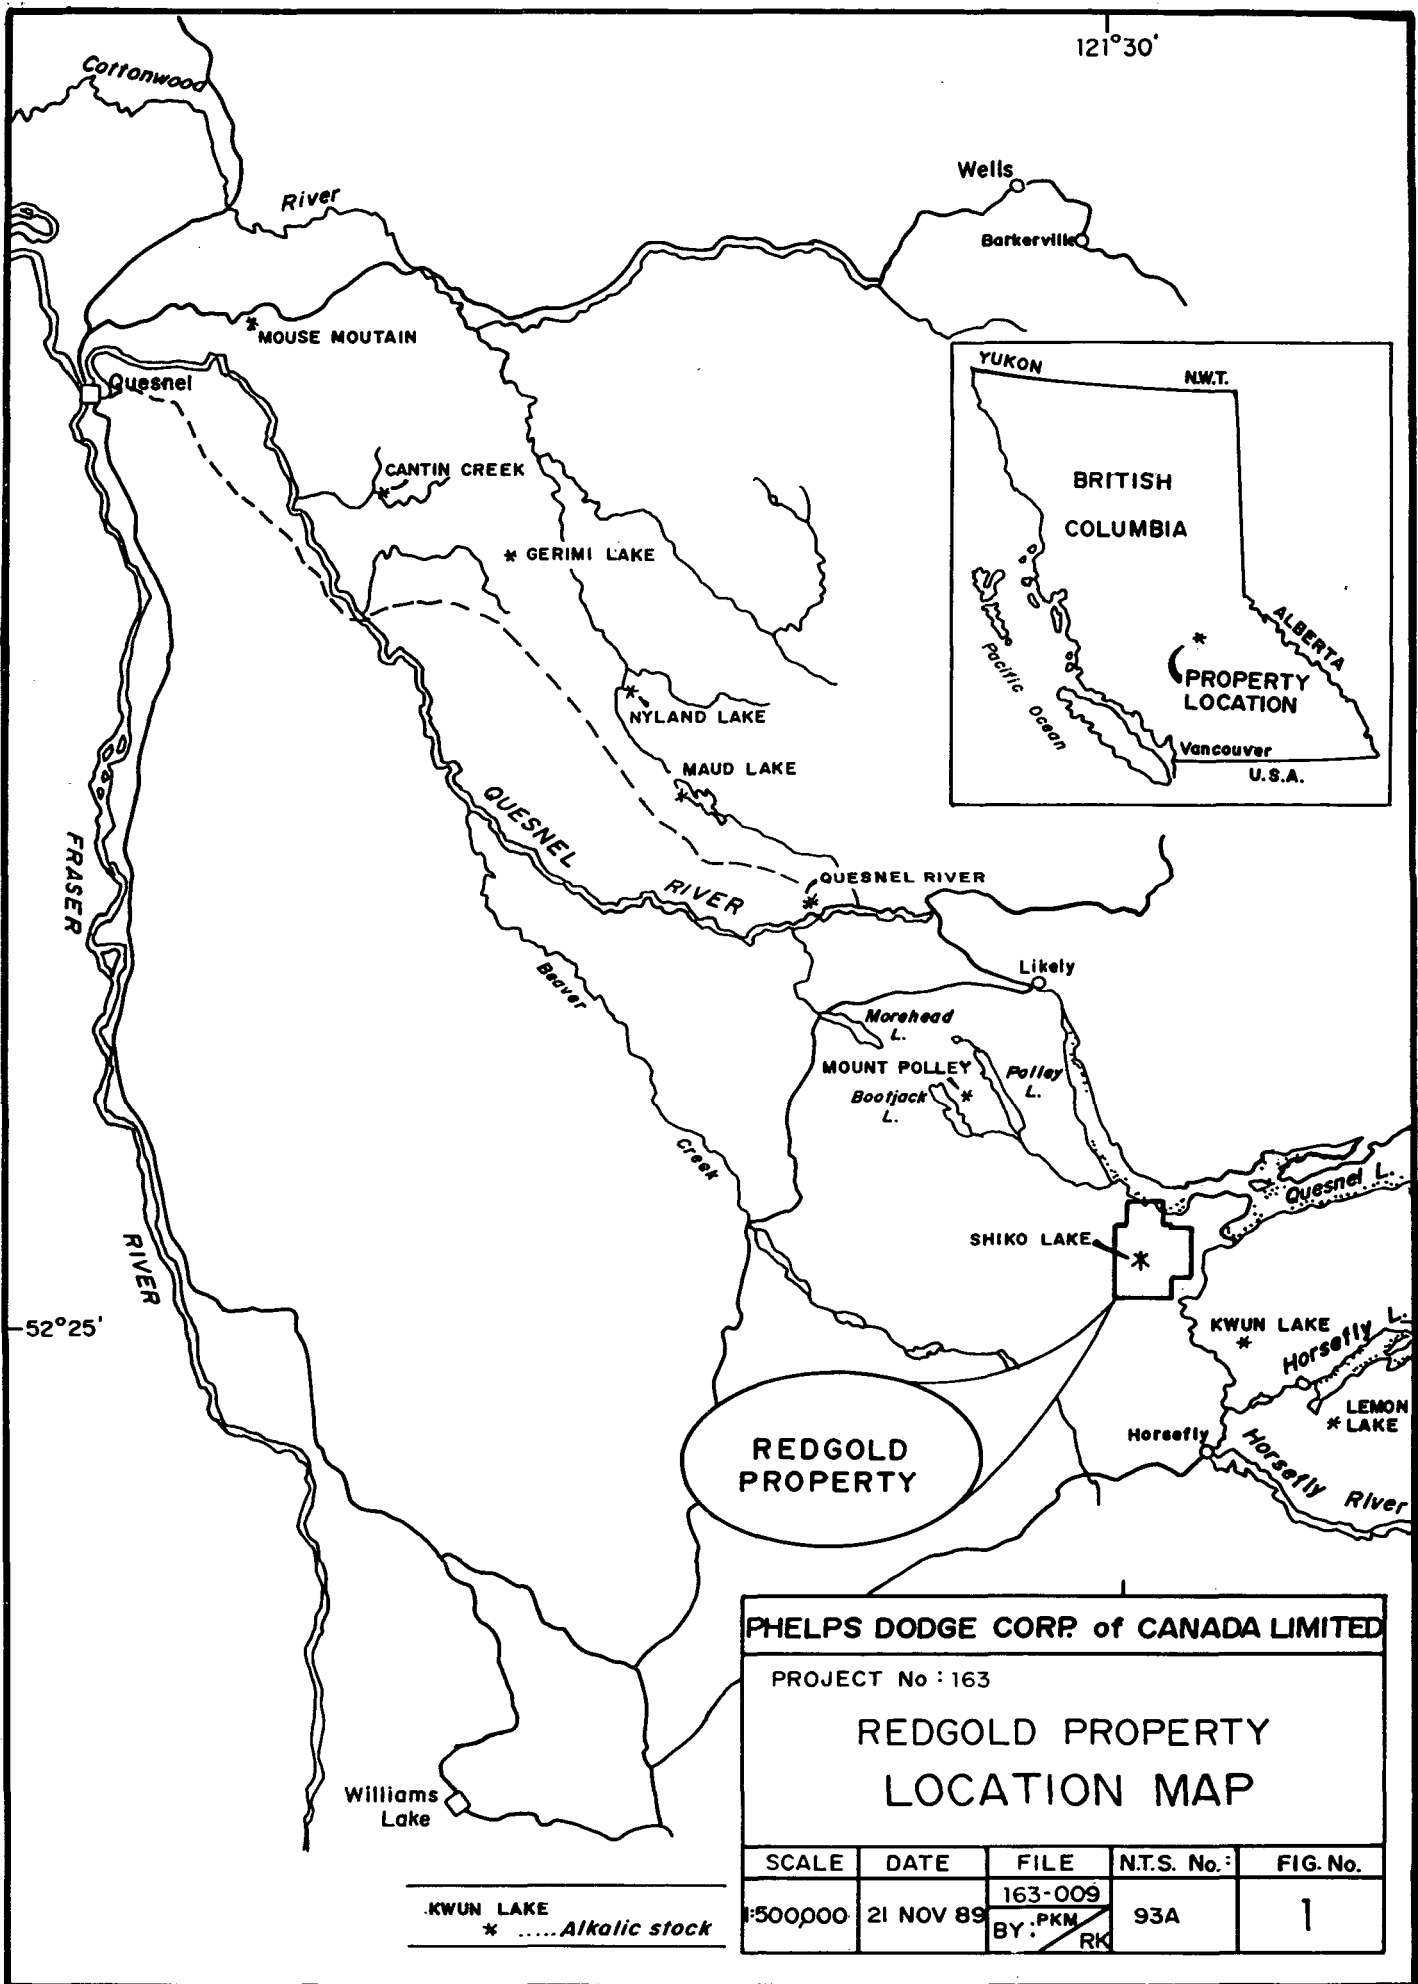 121°30'
Cottonwood
River
Wells
Barkerville
MOUSE MOUTAIN
Quesnel
YUKON
N.W.T.
BRITISH
COLUMBIA
ALBERTA
Pacific Ocean
PROPERTY
LOCATION
Vancouver
U.S.A.
CANTIN CREEK
GERIMI LAKE
NYLAND LAKE
MAUD LAKE
QUESNEL
RIVER
QUESNEL RIVER
FRASER
RIVER
Beaver
Creek
Likely
Morehead
L.
MOUNT POLLEY
Polley
L.
Bootjack
L.
Quesnel L.
SHIKO LAKE
52°25'
KWUN LAKE
Horsefly L.
LEMON
LAKE
Horsefly
Horsefly River
REDGOLD
PROPERTY
Williams
Lake
KWUN LAKE
* .....Alkalic stock
PHELPS DODGE CORP. of CANADA LIMITED
PROJECT No : 163
REDGOLD PROPERTY
LOCATION MAP
SCALE DATE FILE N.T.S. No.: FIG. No.
1:500,000 21 NOV 89 163-009 93A 1
BY: PKM/RK